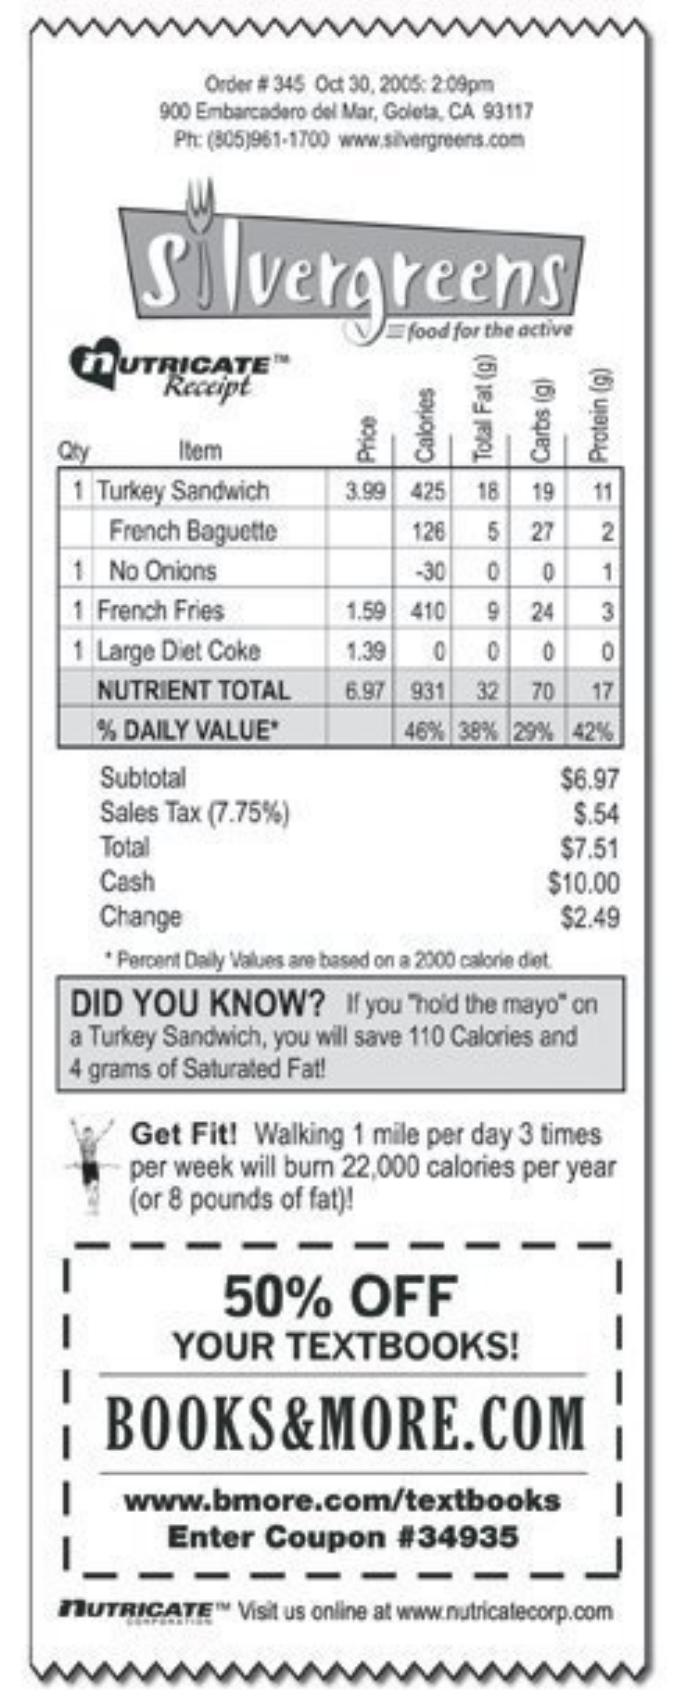 Order # 345 Oct 30, 2005: 2:09pm
900 Embarcadero del Mar, Goleta, CA 93117
Ph: (805)961-1700 www.silvergreens.com
Silvergreens
food for the active
NUTRICATE™
Receipt
Qty Item Price Calories Total Fat (g) Carbs (g) Protein (g)
1 Turkey Sandwich 3.99 425 18 19 11
French Baguette 126 5 27 2
1 No Onions -30 0 0 1
1 French Fries 1.59 410 9 24 3
1 Large Diet Coke 1.39 0 0 0 0
NUTRIENT TOTAL 6.97 931 32 70 17
% DAILY VALUE* 46% 38% 29% 42%
Subtotal $6.97
Sales Tax (7.75%) $.54
Total $7.51
Cash $10.00
Change $2.49
* Percent Daily Values are based on a 2000 calorie diet.
DID YOU KNOW? If you "hold the mayo" on
a Turkey Sandwich, you will save 110 Calories and
4 grams of Saturated Fat!
Get Fit! Walking 1 mile per day 3 times
per week will burn 22,000 calories per year
(or 8 pounds of fat)!
50% OFF
YOUR TEXTBOOKS!
BOOKS&MORE.COM
www.bmore.com/textbooks
Enter Coupon #34935
NUTRICATE™ Visit us online at www.nutricatecorp.com
CORPORATION